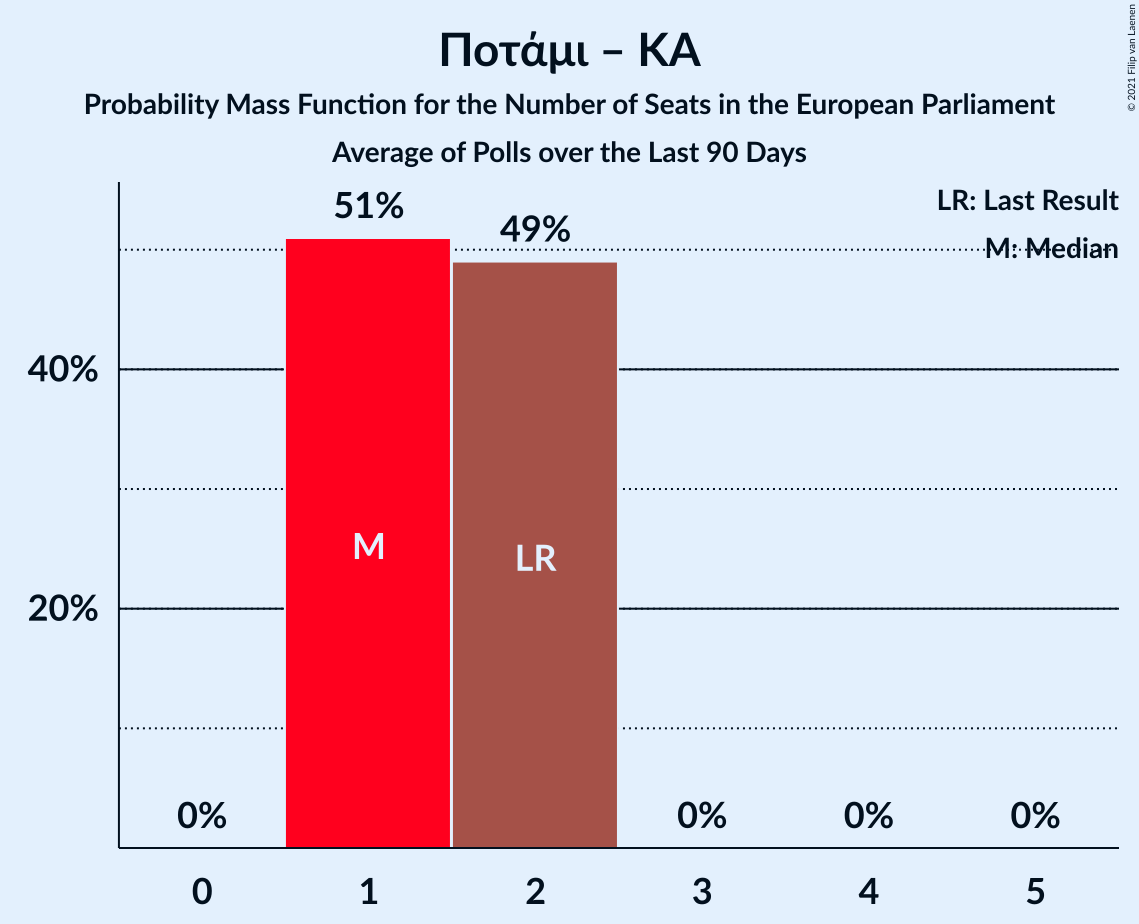 Ποτάμι – ΚΑ
Probability Mass Function for the Number of Seats in the European Parliament
Average of Polls over the Last 90 Days
© 2021 Filip van Laenen
LR: Last Result
M: Median
51%
49%
40%
20%
M
LR
0%
0%
0%
0%
0
1
2
3
4
5